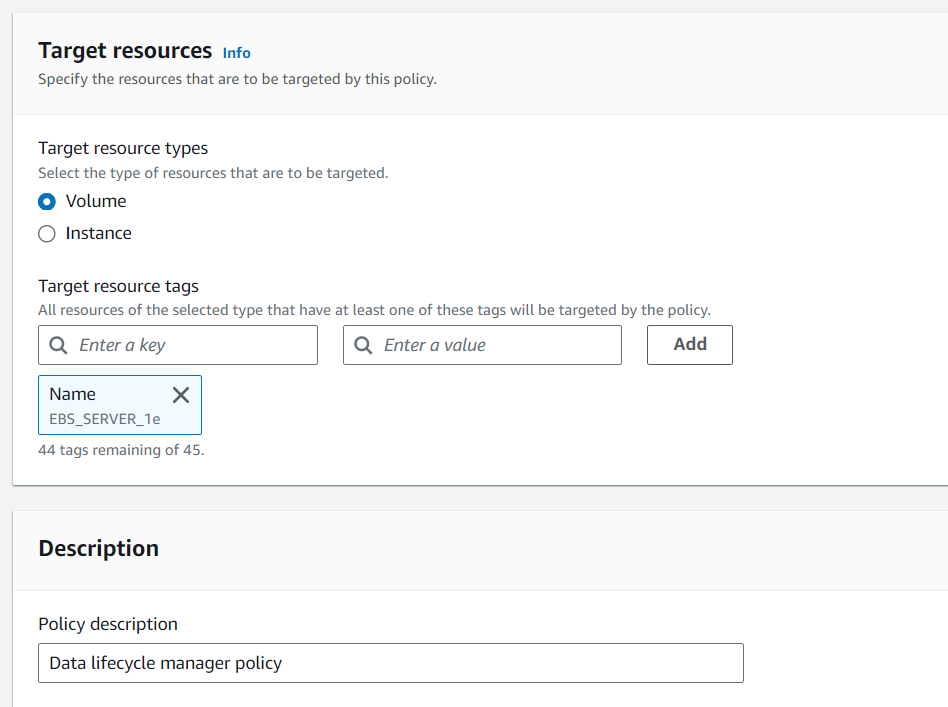 Target resources Info
Specify the resources that are to be targeted by this policy.
Target resource types
Select the type of resources that are to be targeted.
Volume
Instance
Target resource tags
All resources of the selected type that have at least one of these tags will be targeted by the policy.
Enter a key Enter a value Add
Name
EBS_SERVER_1e
44 tags remaining of 45.
Description
Policy description
Data lifecycle manager policy